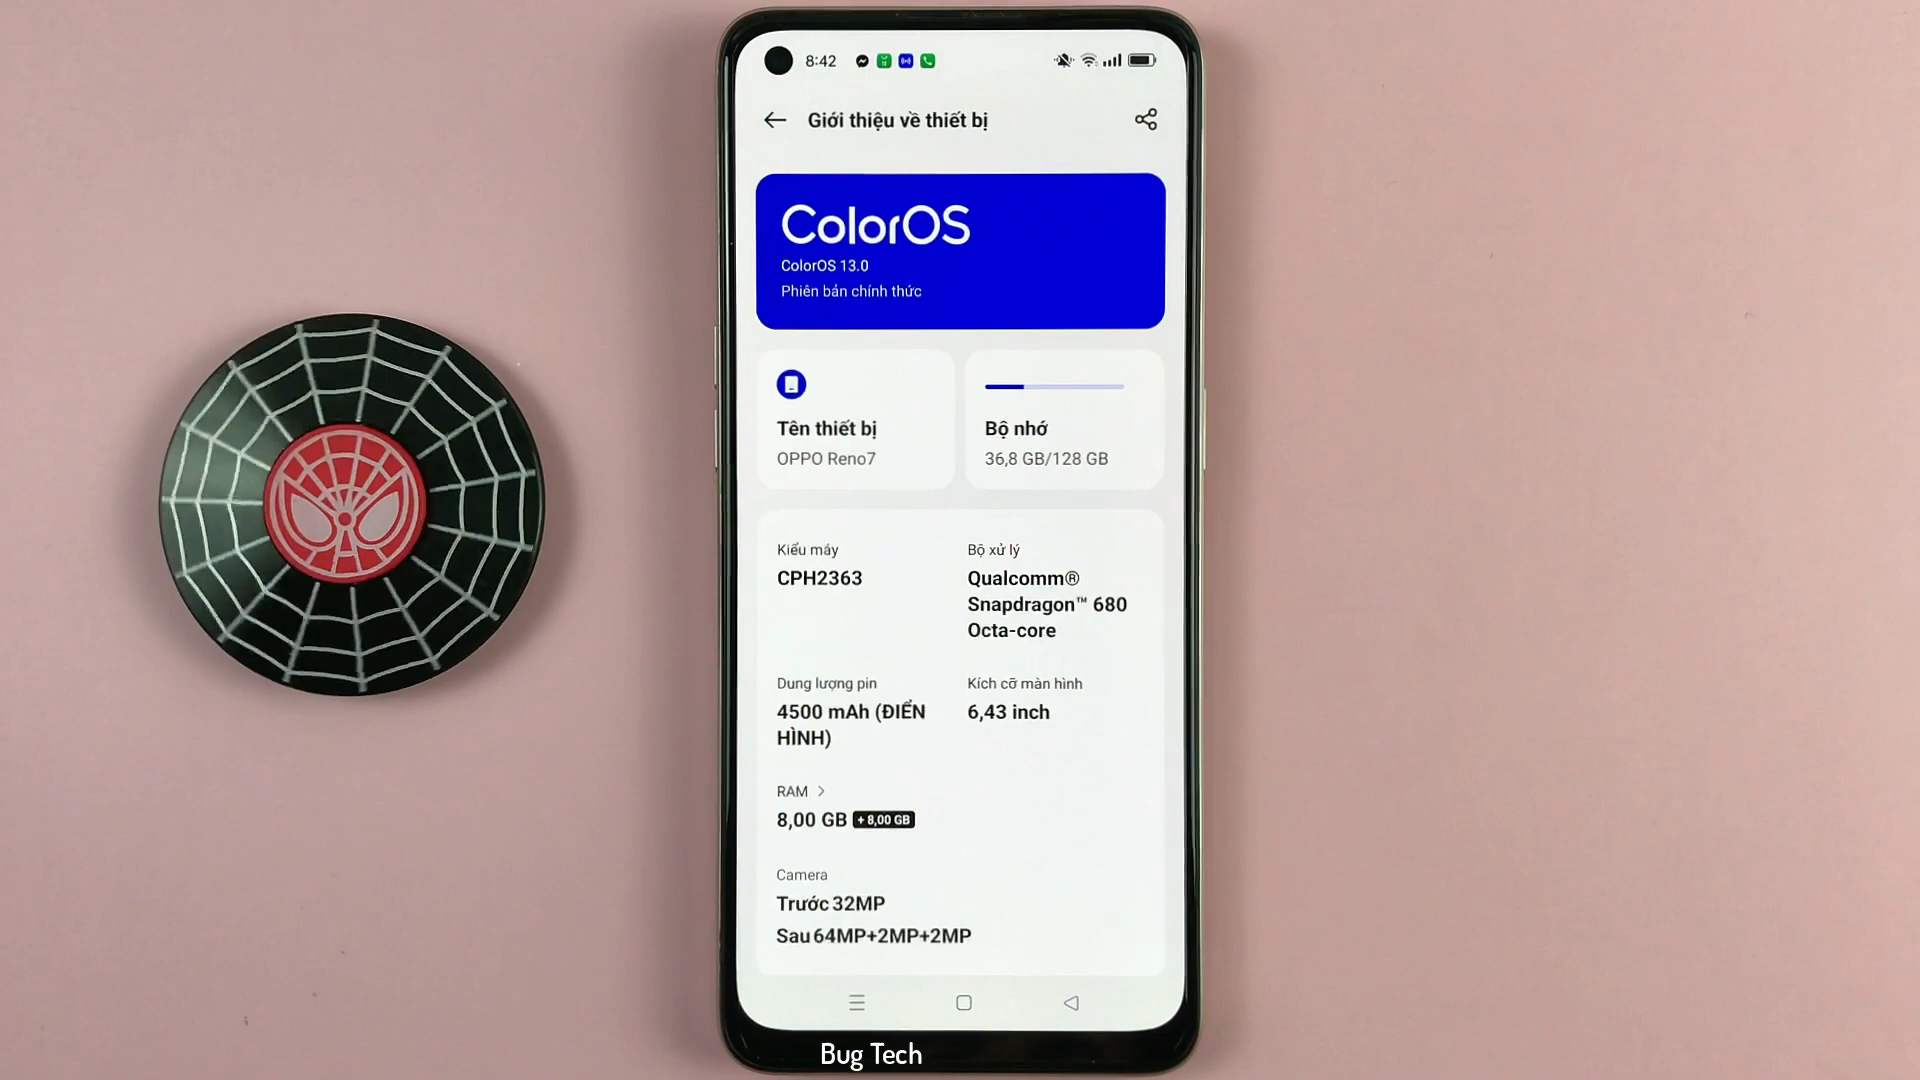 8:42
Giới thiệu về thiết bị
ColorOS
ColorOS 13.0
Phiên bản chính thức
Tên thiết bị
OPPO Reno7
Bộ nhớ
36,8 GB/128 GB
Kiểu máy
CPH2363
Bộ xử lý
Qualcomm®
Snapdragon™ 680
Octa-core
Dung lượng pin
4500 mAh (ĐIỂN
HÌNH)
Kích cỡ màn hình
6,43 inch
RAM
8,00 GB + 8,00 GB
Camera
Trước 32MP
Sau 64MP+2MP+2MP
Bug Tech